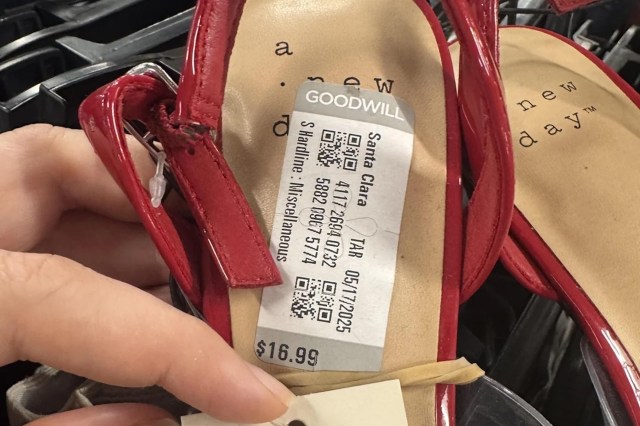 a
new
d
GOODWILL
Santa Clara
4117 2694 0732 TAR 05/17/2025
5882 0967 5774
S Hardline : Miscellaneous
$16.99
new
day™